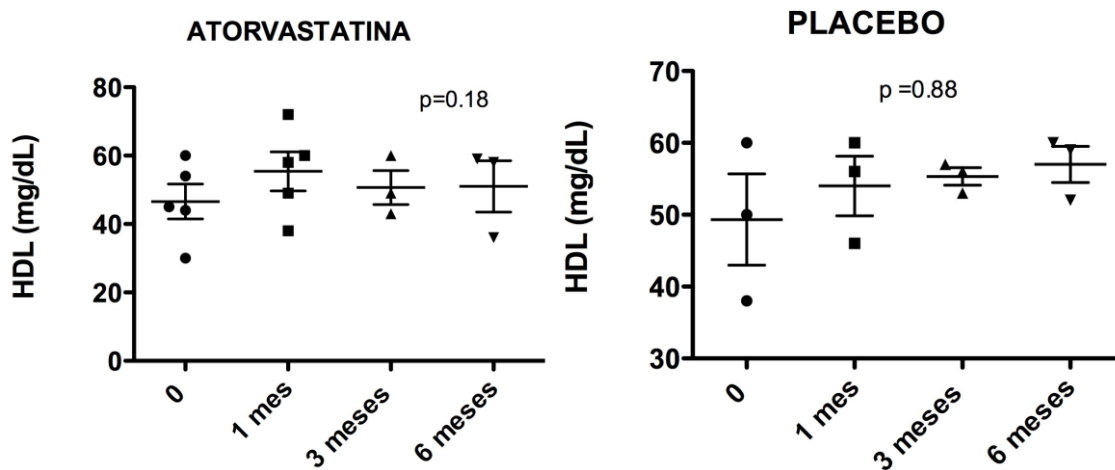 ATORVASTATINA
HDL (mg/dL)
80
60
40
20
0
p=0.18
0
1 mes
3 meses
6 meses
PLACEBO
HDL (mg/dL)
70
60
50
40
30
p =0.88
0
1 mes
3 meses
6 meses